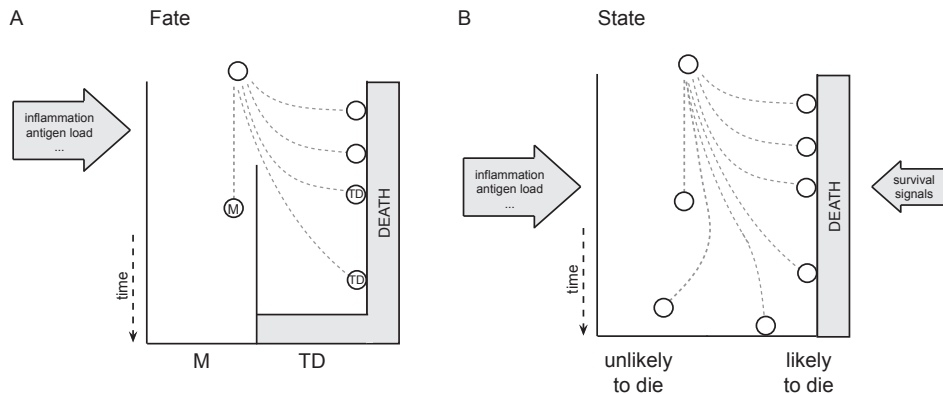 A
Fate
inflammation
antigen load
...
TD
M
TD
DEATH
time
M
TD
B
State
inflammation
antigen load
...
survival
signals
DEATH
time
unlikely
to die
likely
to die